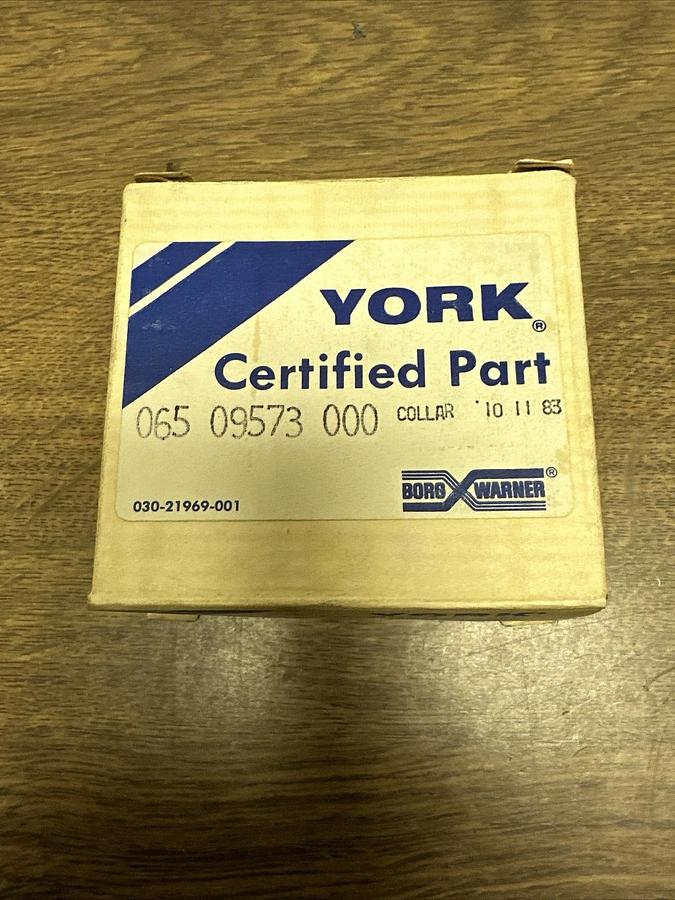 YORK®
Certified Part
065 09573 000 COLLAR 10 11 83
BORG WARNER®
030-21969-001